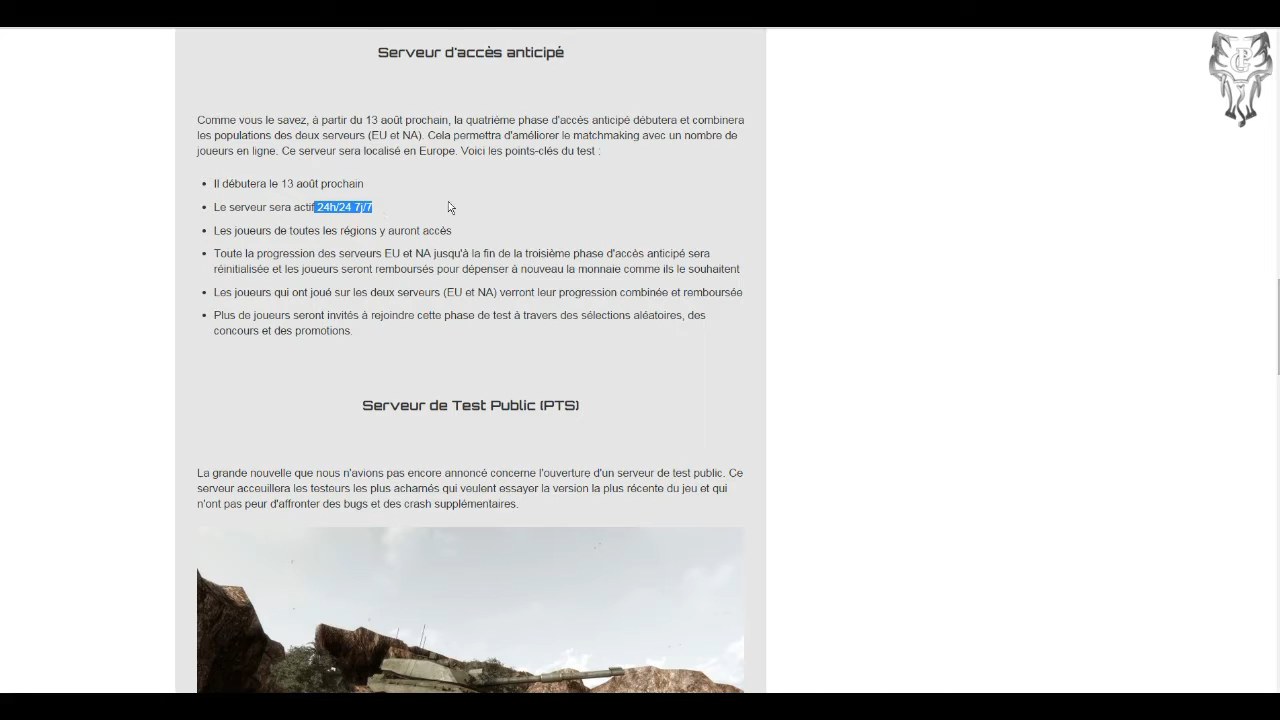 Serveur d'accès anticipé
Comme vous le savez, à partir du 13 août prochain, la quatrième phase d'accès anticipé débutera et combinera
les populations des deux serveurs (EU et NA). Cela permettra d'améliorer le matchmaking avec un nombre de
joueurs en ligne. Ce serveur sera localisé en Europe. Voici les points-clés du test :
• Il débutera le 13 août prochain
• Le serveur sera actif 24h/24 7j/7
• Les joueurs de toutes les régions y auront accès
• Toute la progression des serveurs EU et NA jusqu'à la fin de la troisième phase d'accès anticipé sera
réinitialisée et les joueurs seront remboursés pour dépenser à nouveau la monnaie comme ils le souhaitent
• Les joueurs qui ont joué sur les deux serveurs (EU et NA) verront leur progression combinée et remboursée
• Plus de joueurs seront invités à rejoindre cette phase de test à travers des sélections aléatoires, des
concours et des promotions.
Serveur de Test Public (PTS)
La grande nouvelle que nous n'avions pas encore annoncé concerne l'ouverture d'un serveur de test public. Ce
serveur acceuillera les testeurs les plus acharnés qui veulent essayer la version la plus récente du jeu et qui
n'ont pas peur d'affronter des bugs et des crash supplémentaires.